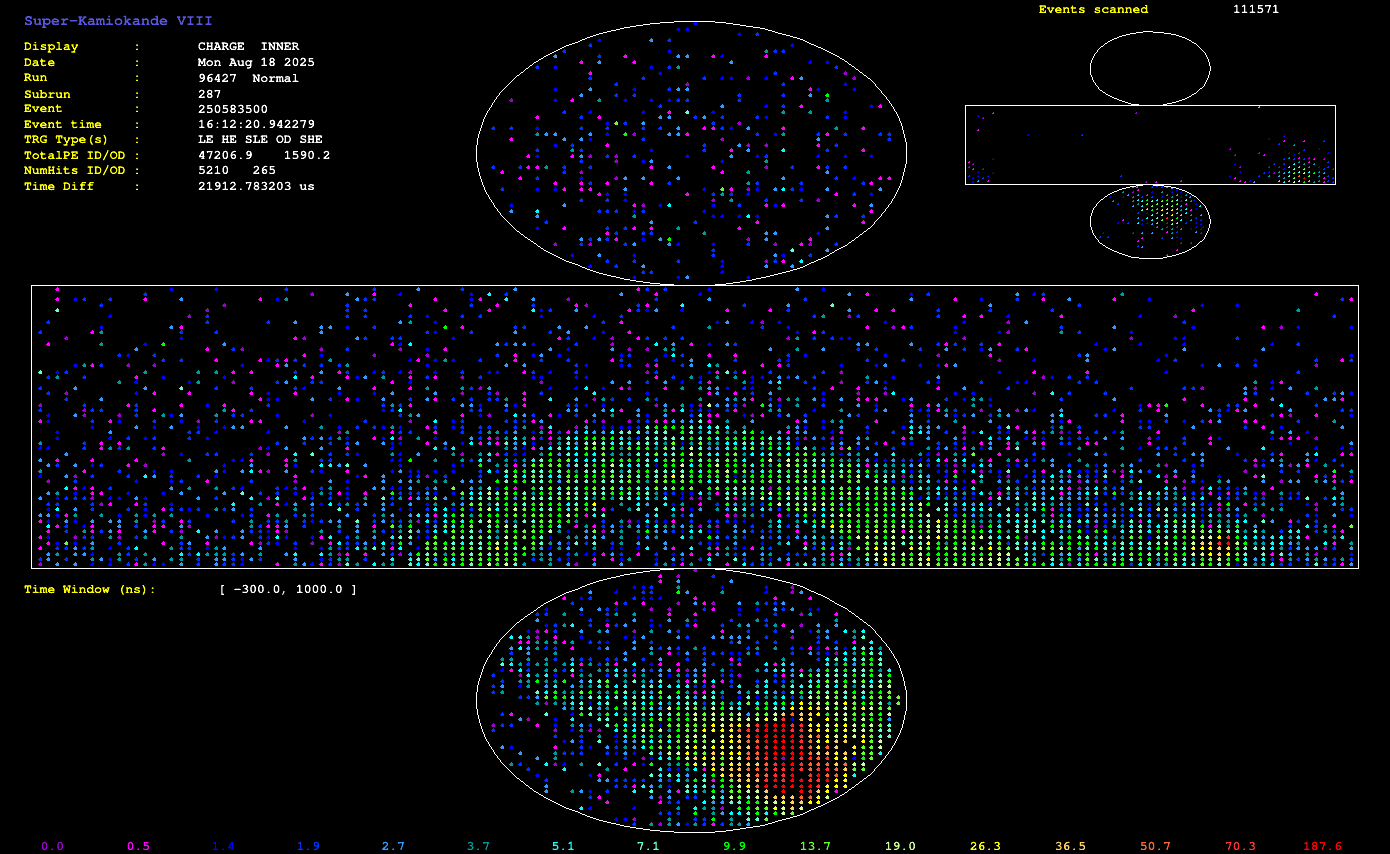 Super-Kamiokande VIII
Events scanned 111571
Display : CHARGE INNER
Date : Mon Aug 18 2025
Run : 96427 Normal
Subrun : 287
Event : 250583500
Event time : 16:12:20.942279
TRG Type(s) : LE HE SLE OD SHE
TotalPE ID/OD : 47206.9 1590.2
NumHits ID/OD : 5210 265
Time Diff : 21912.783203 us
Time Window (ns): [ -300.0, 1000.0 ]
0.0 0.5 1.4 1.9 2.7 3.7 5.1 7.1 9.9 13.7 19.0 26.3 36.5 50.7 70.3 187.6